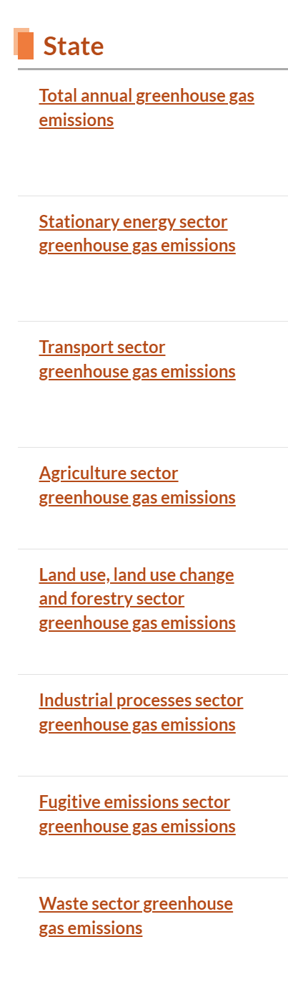 State
Total annual greenhouse gas
emissions
Stationary energy sector
greenhouse gas emissions
Transport sector
greenhouse gas emissions
Agriculture sector
greenhouse gas emissions
Land use, land use change
and forestry sector
greenhouse gas emissions
Industrial processes sector
greenhouse gas emissions
Fugitive emissions sector
greenhouse gas emissions
Waste sector greenhouse
gas emissions